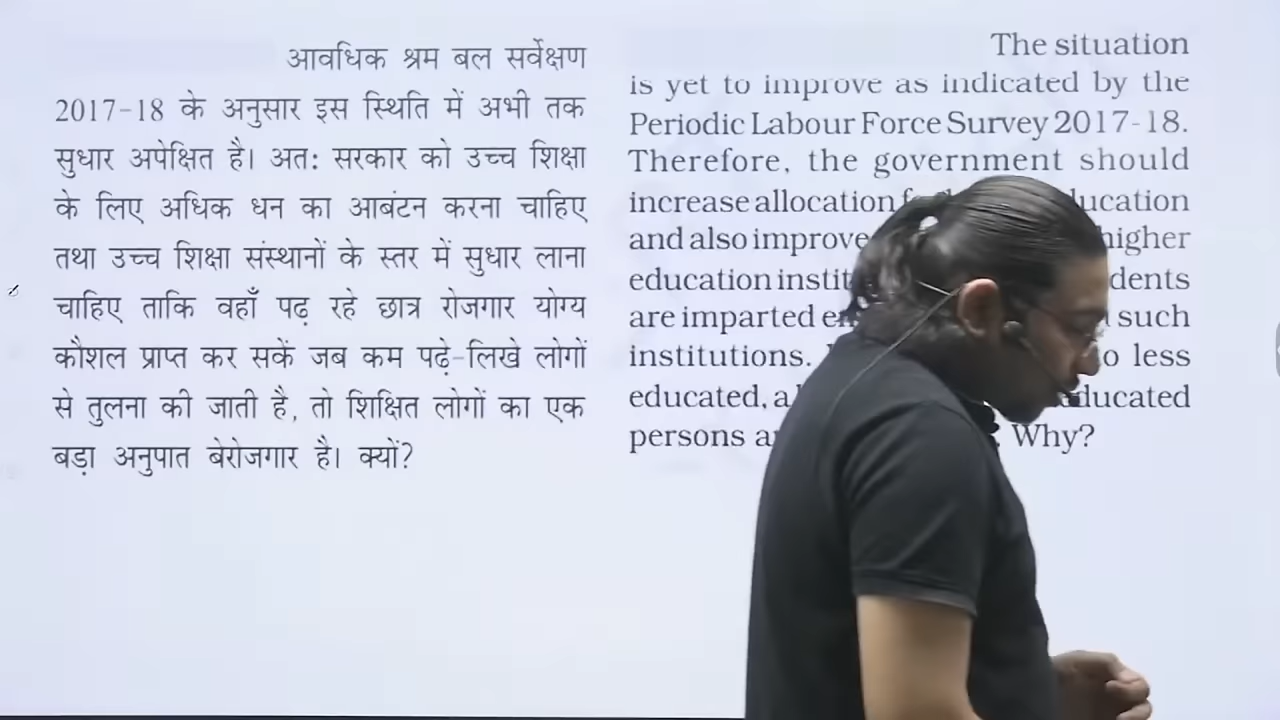 आवधिक श्रम बल सर्वेक्षण
2017-18 के अनुसार इस स्थिति में अभी तक
सुधार अपेक्षित है। अत: सरकार को उच्च शिक्षा
के लिए अधिक धन का आबंटन करना चाहिए
तथा उच्च शिक्षा संस्थानों के स्तर में सुधार लाना
चाहिए ताकि वहाँ पढ़ रहे छात्र रोजगार योग्य
कौशल प्राप्त कर सकें जब कम पढ़े-लिखे लोगों
से तुलना की जाती है, तो शिक्षित लोगों का एक
बड़ा अनुपात बेरोजगार है। क्यों?
The situation
is yet to improve as indicated by the
Periodic Labour Force Survey 2017-18.
Therefore, the government should
increase allocation
and also improve higher
education
are imparted such
institutions. less
educated,
persons Why?